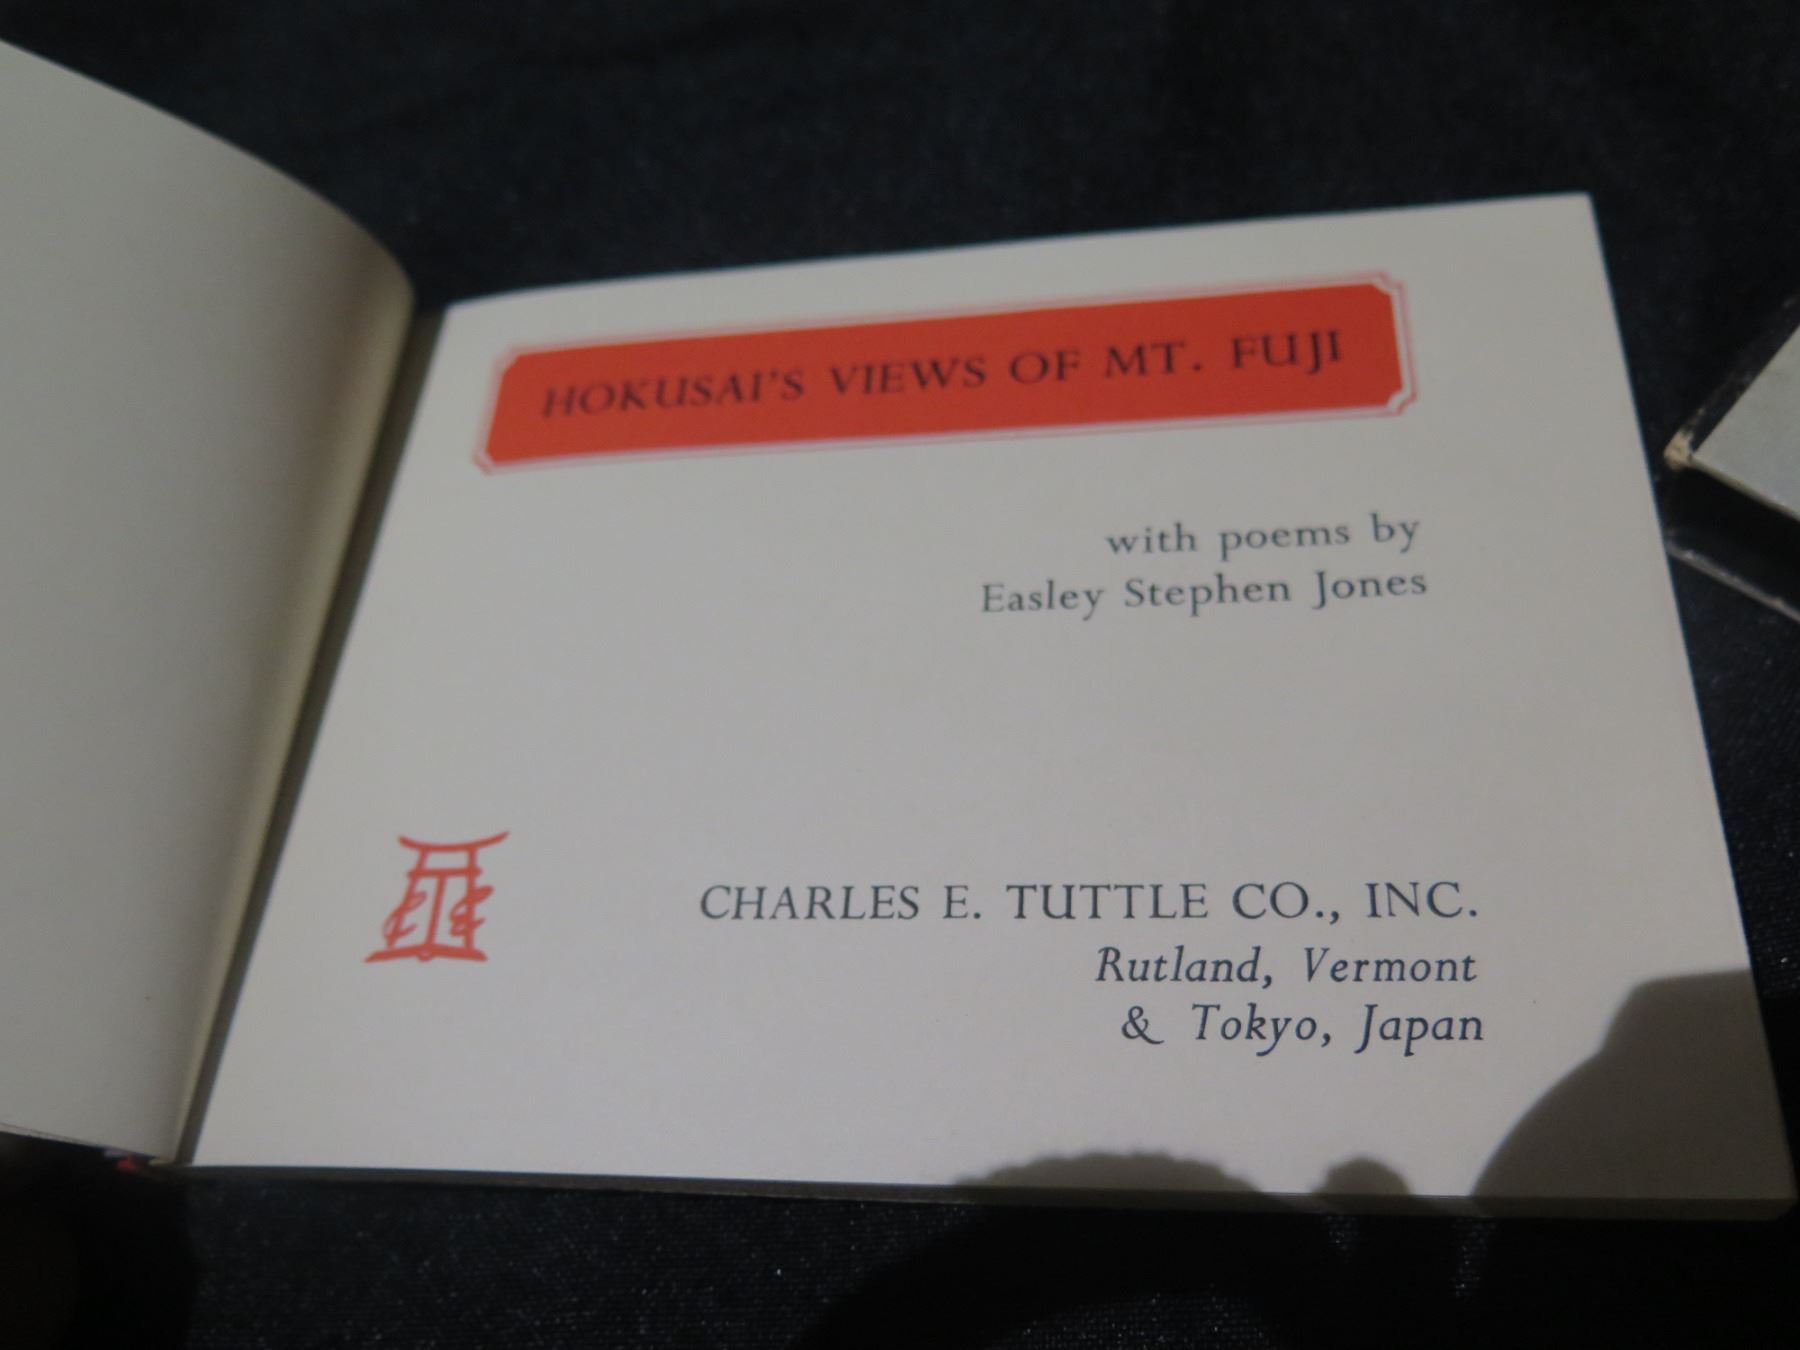 HOKUSAI'S VIEWS OF MT. FUJI
with poems by
Easley Stephen Jones
CHARLES E. TUTTLE CO., INC.
Rutland, Vermont
& Tokyo, Japan